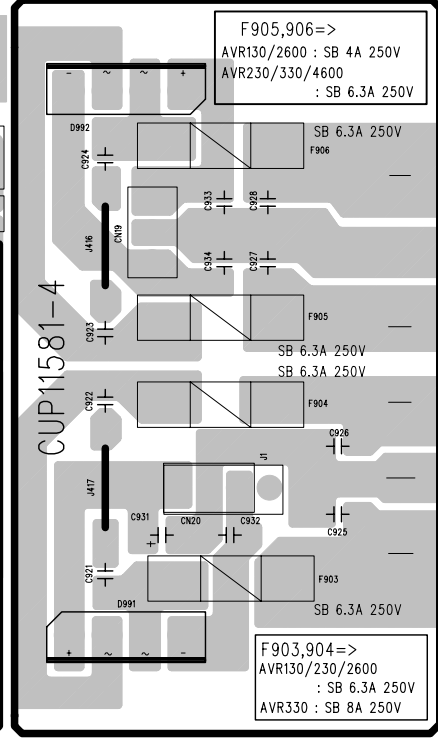 F905,906=>
AVR130/2600 : SB 4A 250V
AVR230/330/4600
: SB 6.3A 250V
- ~ ~ +
D992
SB 6.3A 250V
C924
F906
C933
C928
J416
CN19
C934
C927
CUP11581-4
F905
C923
SB 6.3A 250V
SB 6.3A 250V
C922
F904
C926
J1
J417
C931
CN20
C932
+
C925
C921
F903
D991
SB 6.3A 250V
+ ~ ~ -
F903,904=>
AVR130/230/2600
: SB 6.3A 250V
AVR330 : SB 8A 250V